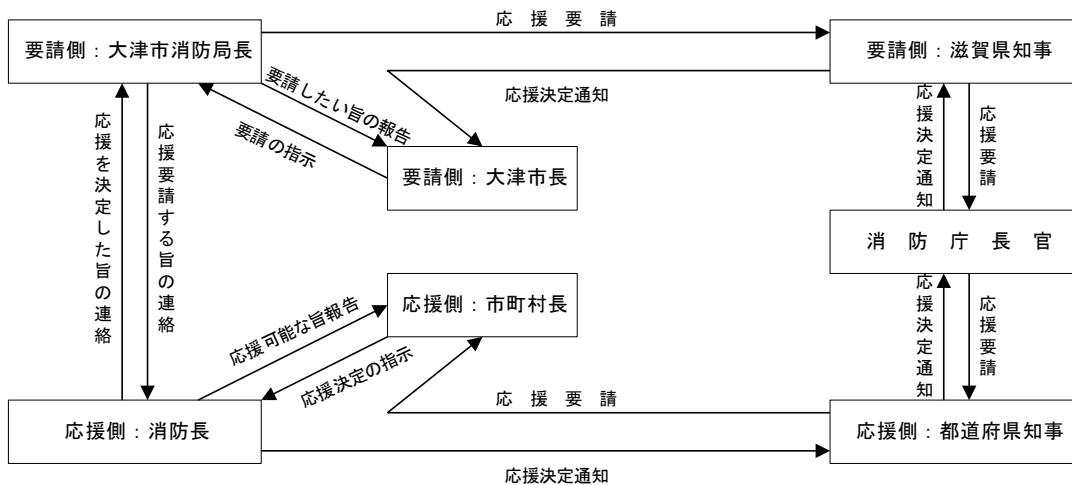 応援要請
要請側：大津市消防局長
要請側：滋賀県知事
要請したい旨の報告
応援決定通知
要請の指示
要請側：大津市長
応援を決定した旨の連絡
応援要請する旨の連絡
応援決定通知
応援要請
消防庁長官
応援側：市町村長
応援可能な旨報告
応援決定の指示
応援決定通知
応援要請
応援要請
応援側：消防長
応援側：都道府県知事
応援決定通知